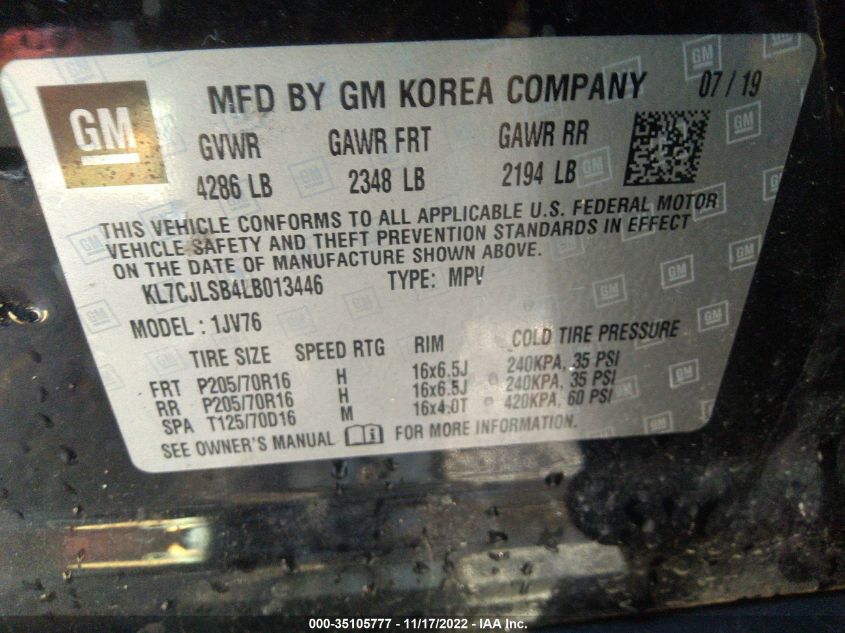 GM
MFD BY GM KOREA COMPANY 07/19
GVWR GAWR FRT GAWR RR
4286 LB 2348 LB 2194 LB
THIS VEHICLE CONFORMS TO ALL APPLICABLE U.S. FEDERAL MOTOR
VEHICLE SAFETY AND THEFT PREVENTION STANDARDS IN EFFECT
ON THE DATE OF MANUFACTURE SHOWN ABOVE.
KL7CJLSB4LB013446 TYPE: MPV
MODEL : 1JV76
TIRE SIZE SPEED RTG RIM COLD TIRE PRESSURE
FRT P205/70R16 H 16x6.5J 240KPA, 35 PSI
RR P205/70R16 H 16x6.5J 240KPA, 35 PSI
SPA T125/70D16 M 16x4.0T 420KPA, 60 PSI
SEE OWNER'S MANUAL FOR MORE INFORMATION.
000-35105777 - 11/17/2022 - IAA Inc.